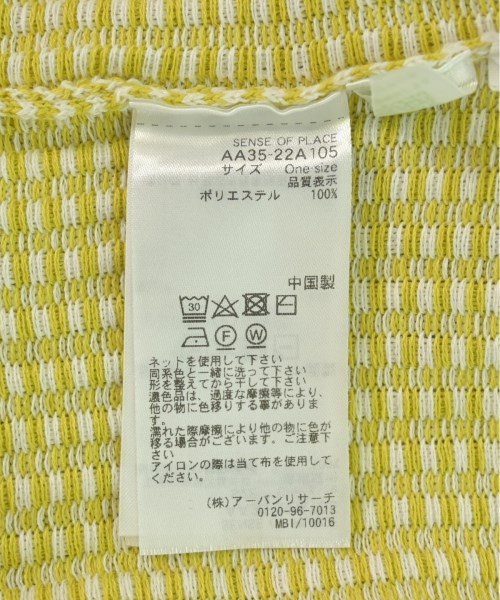 SENSE OF PLACE
AA35-22A105
サイズ One size
品質表示
ポリエステル 100%
中国製
30
F W
ネットを使用して下さい
同系色と一緒に洗って下さい
形を整えてから干して下さい
濃色品は、過度な摩擦等により、
他の物に色移りする事がありま
す。
濡れた際摩擦により他の物に色が
移る場合がございます。ご注意下
さい
アイロンの際は当て布を使用して
ください。
(株)アーバンリサーチ
0120-96-7013
MBI/10016